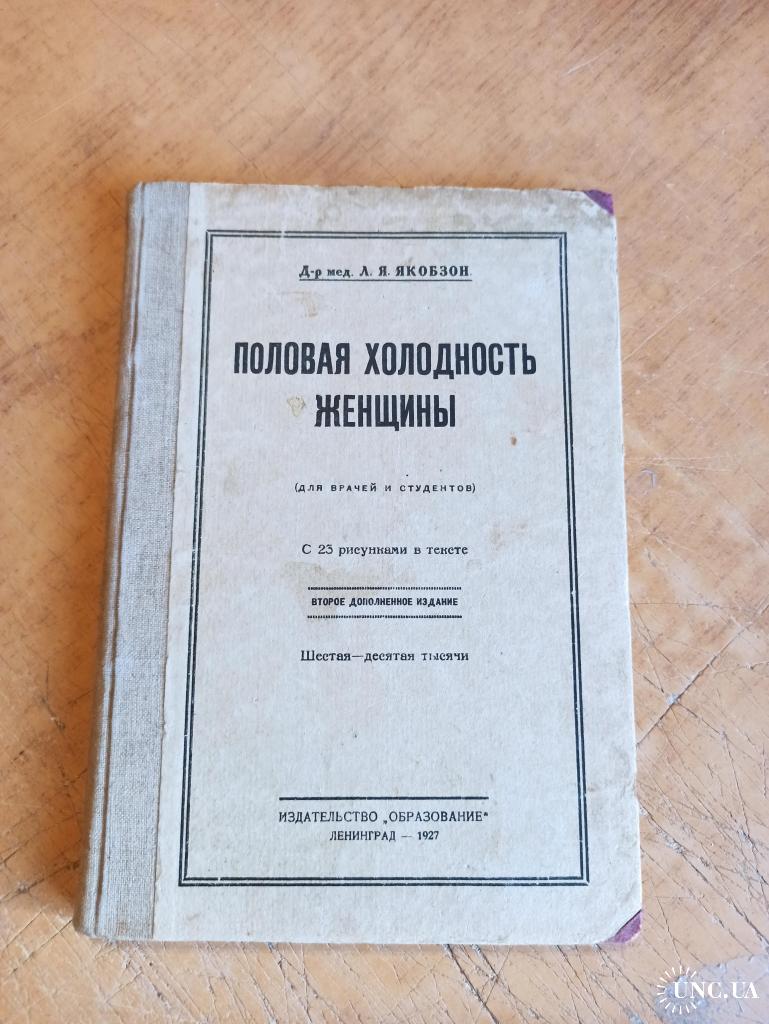 Д-р мед. Л. Я. ЯКОБЗОН.
ПОЛОВАЯ ХОЛОДНОСТЬ
ЖЕНЩИНЫ
(ДЛЯ ВРАЧЕЙ И СТУДЕНТОВ)
С 23 рисунками в тексте
ВТОРОЕ ДОПОЛНЕННОЕ ИЗДАНИЕ
Шестая—десятая тысячи
ИЗДАТЕЛЬСТВО „ОБРАЗОВАНИЕ“
ЛЕНИНГРАД — 1927
UNC.UA